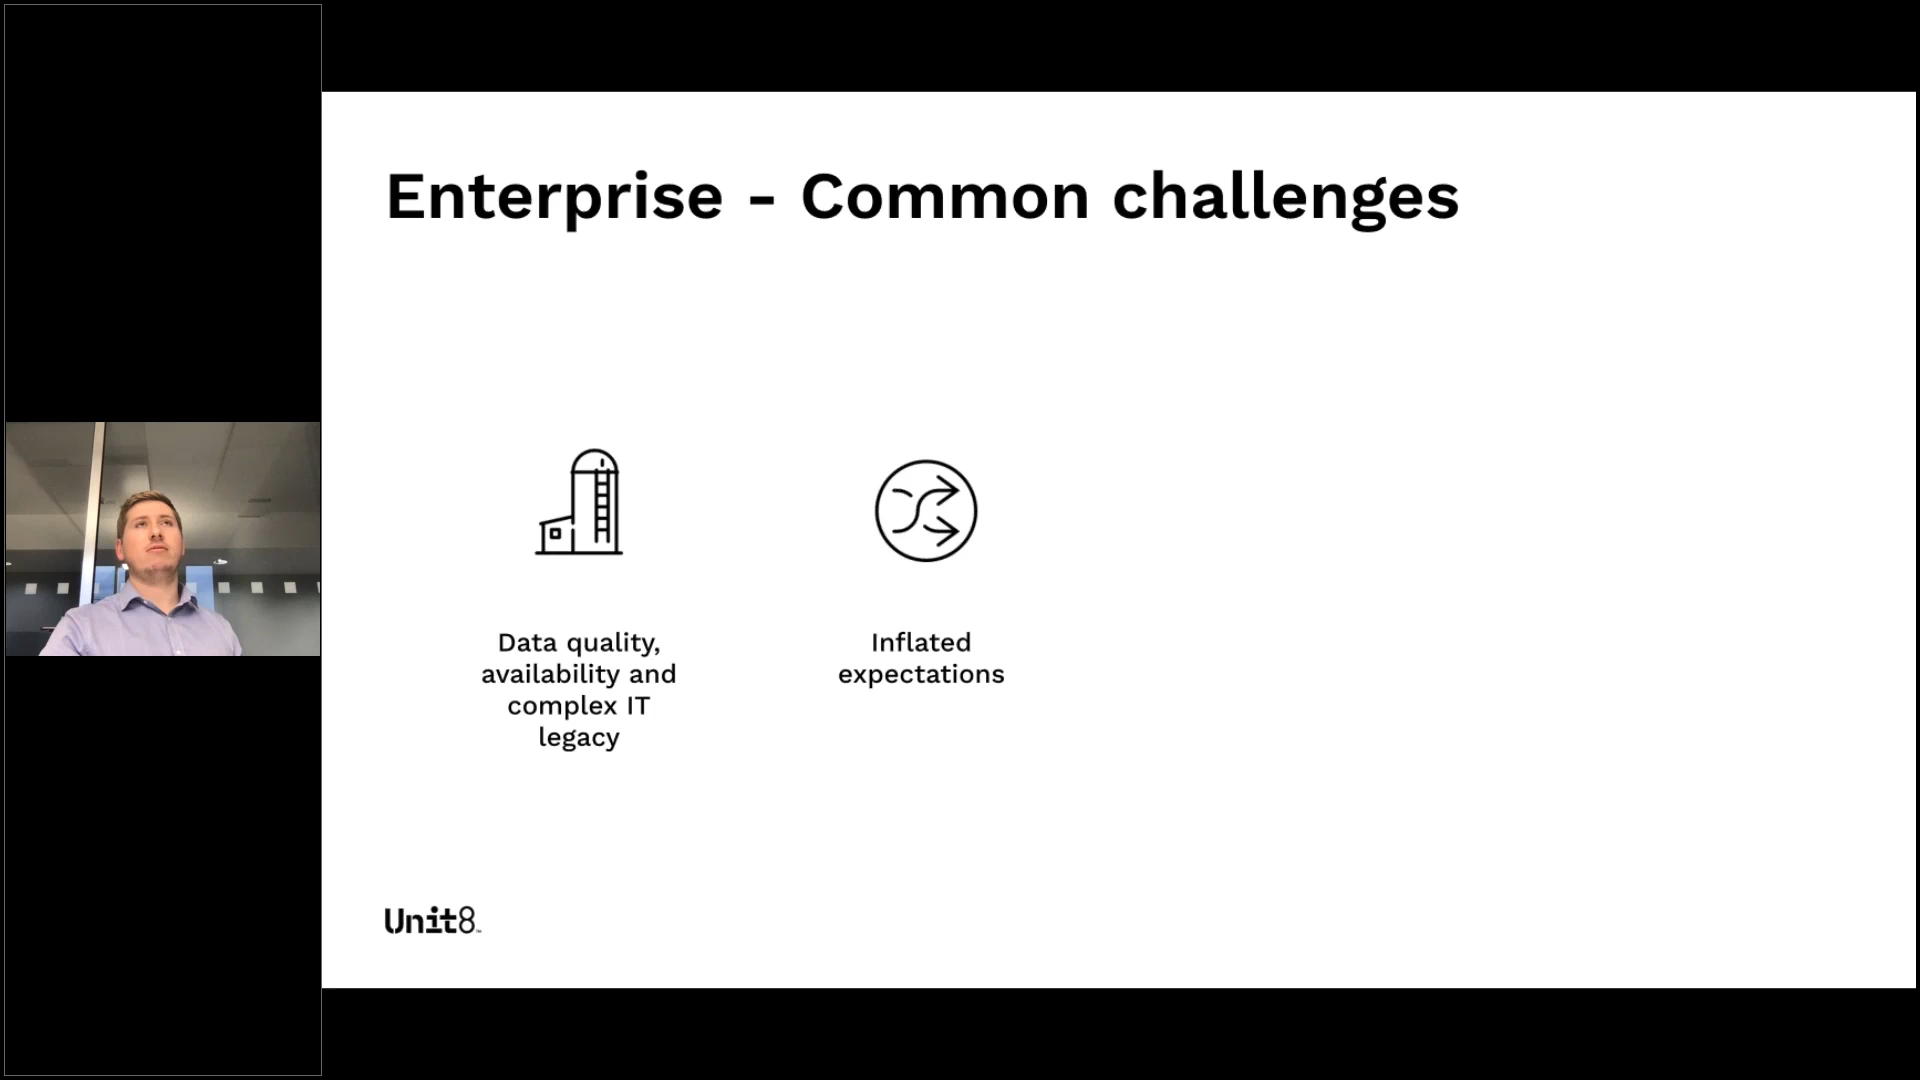 Enterprise - Common challenges
Data quality,
availability and
complex IT
legacy
Inflated
expectations
Unit8